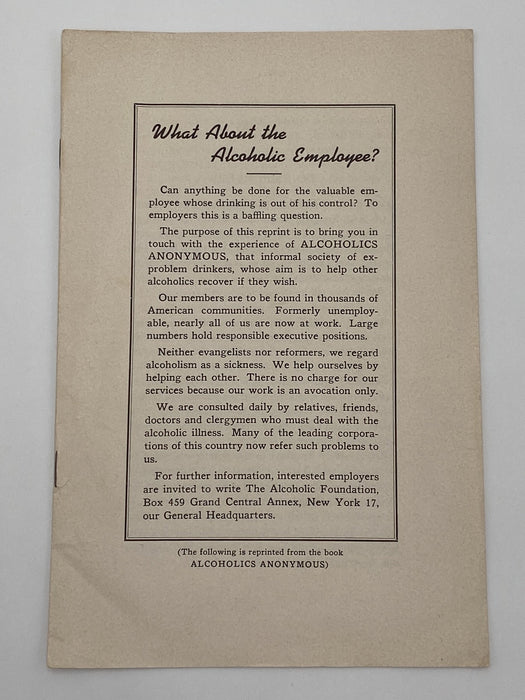 What About the
Alcoholic Employee?
Can anything be done for the valuable em-
ployee whose drinking is out of his control? To
employers this is a baffling question.
The purpose of this reprint is to bring you in
touch with the experience of ALCOHOLICS
ANONYMOUS, that informal society of ex-
problem drinkers, whose aim is to help other
alcoholics recover if they wish.
Our members are to be found in thousands of
American communities. Formerly unemploy-
able, nearly all of us are now at work. Large
numbers hold responsible executive positions.
Neither evangelists nor reformers, we regard
alcoholism as a sickness. We help ourselves by
helping each other. There is no charge for our
services because our work is an avocation only.
We are consulted daily by relatives, friends,
doctors and clergymen who must deal with the
alcoholic illness. Many of the leading corpora-
tions of this country now refer such problems to
us.
For further information, interested employers
are invited to write The Alcoholic Foundation,
Box 459 Grand Central Annex, New York 17,
our General Headquarters.
(The following is reprinted from the book
ALCOHOLICS ANONYMOUS)